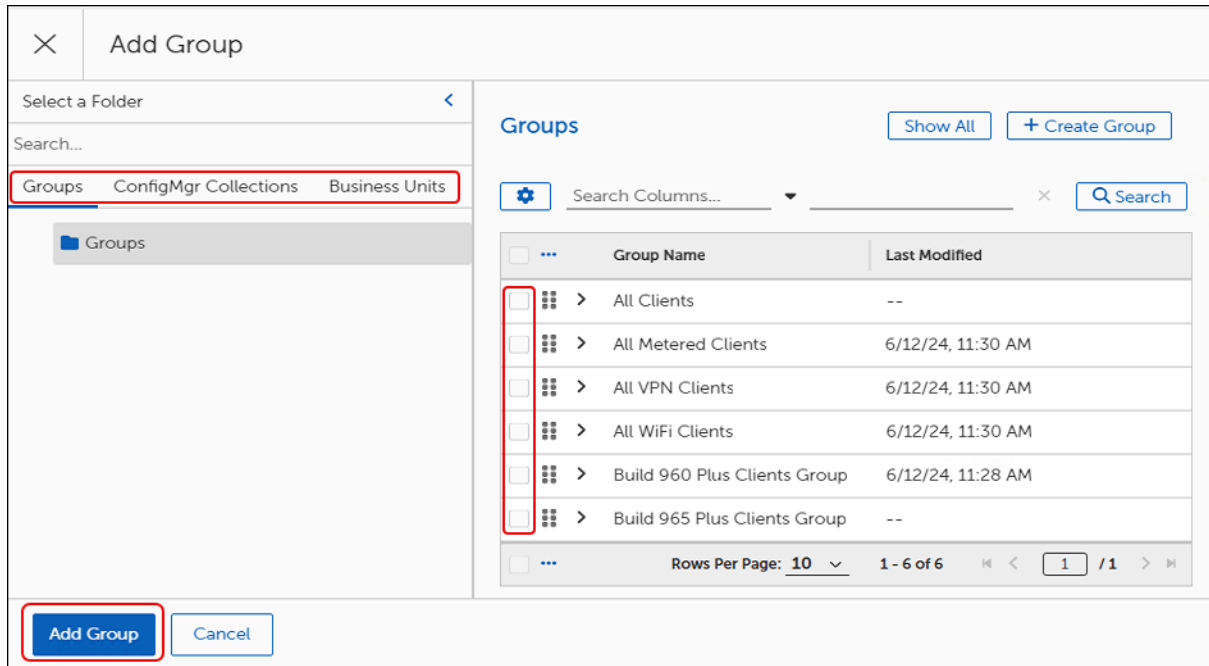 Add Group
Select a Folder
Search...
Groups ConfigMgr Collections Business Units
Groups
Groups
Show All + Create Group
Search Columns... Search
Group Name Last Modified
All Clients --
All Metered Clients 6/12/24, 11:30 AM
All VPN Clients 6/12/24, 11:30 AM
All WiFi Clients 6/12/24, 11:30 AM
Build 960 Plus Clients Group 6/12/24, 11:28 AM
Build 965 Plus Clients Group --
Rows Per Page: 10 1 - 6 of 6 1 / 1
Add Group Cancel